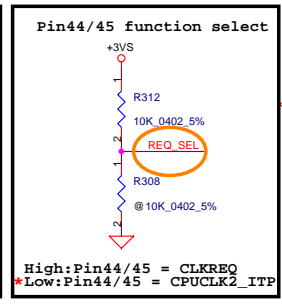 Pin44/45 function select
+3VS
1
R312
10K_0402_5%
2
REQ_SEL
1
R308
@10K_0402_5%
2
High:Pin44/45 = CLKREQ
*Low:Pin44/45 = CPUCLK2_ITP